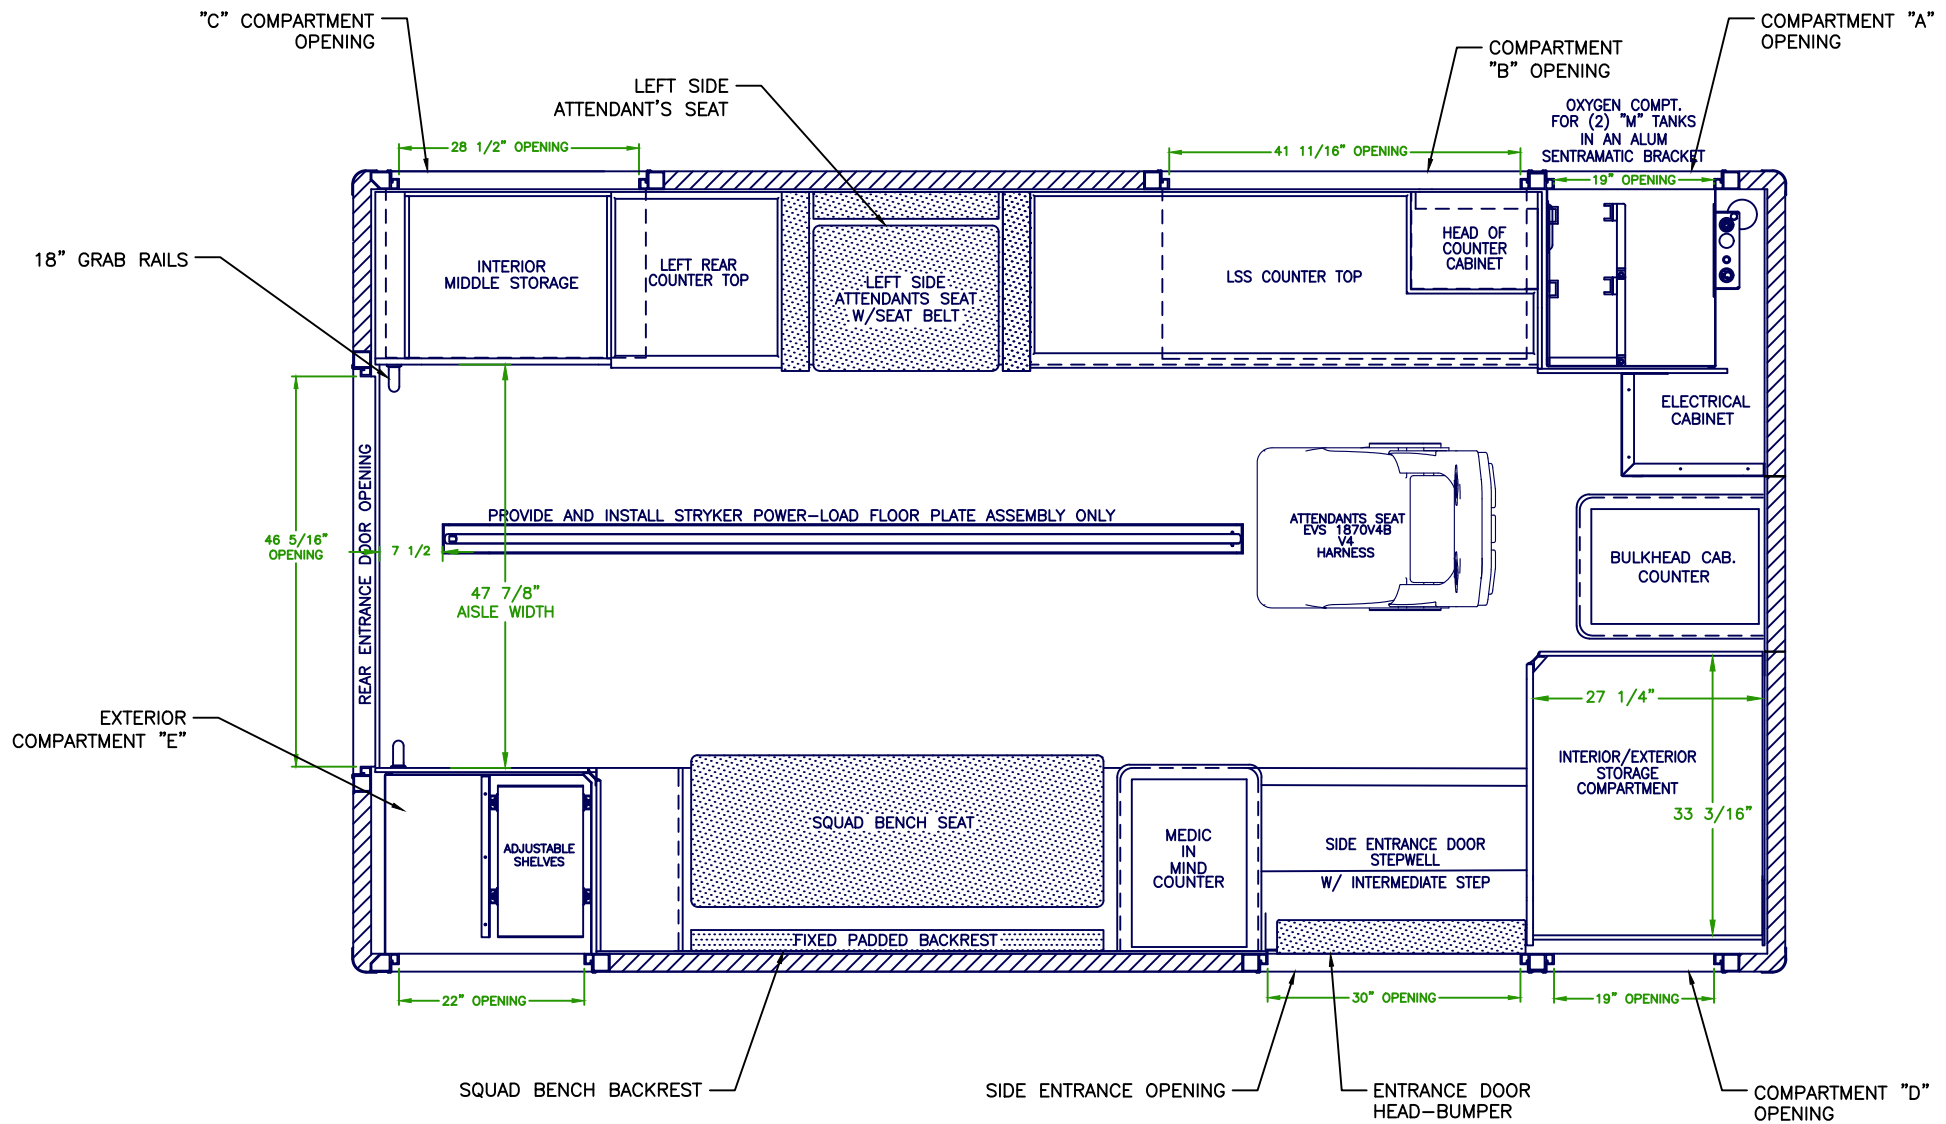 "C" COMPARTMENT
OPENING
COMPARTMENT "A"
OPENING
COMPARTMENT
"B" OPENING
LEFT SIDE
ATTENDANT'S SEAT
OXYGEN COMPT.
FOR (2) "M" TANKS
IN AN ALUM
SENTRAMATIC BRACKET
28 1/2" OPENING
41 11/16" OPENING
19" OPENING
18" GRAB RAILS
INTERIOR
MIDDLE STORAGE
LEFT REAR
COUNTER TOP
LEFT SIDE
ATTENDANTS SEAT
W/SEAT BELT
LSS COUNTER TOP
HEAD OF
COUNTER
CABINET
ELECTRICAL
CABINET
REAR ENTRANCE DOOR OPENING
46 5/16"
OPENING
7 1/2
PROVIDE AND INSTALL STRYKER POWER-LOAD FLOOR PLATE ASSEMBLY ONLY
47 7/8"
AISLE WIDTH
ATTENDANTS SEAT
EVS 1870V4B
V4
HARNESS
BULKHEAD CAB.
COUNTER
27 1/4"
EXTERIOR
COMPARTMENT "E"
INTERIOR/EXTERIOR
STORAGE
COMPARTMENT
33 3/16"
ADJUSTABLE
SHELVES
SQUAD BENCH SEAT
MEDIC
IN
MIND
COUNTER
SIDE ENTRANCE DOOR
STEPWELL
W/ INTERMEDIATE STEP
FIXED PADDED BACKREST
22" OPENING
30" OPENING
19" OPENING
SQUAD BENCH BACKREST
SIDE ENTRANCE OPENING
ENTRANCE DOOR
HEAD-BUMPER
COMPARTMENT "D"
OPENING